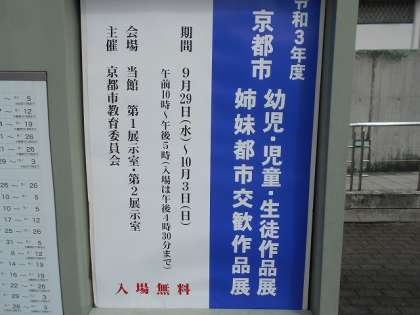 令和3年度
京都市 幼児・児童・生徒作品展
姉妹都市交歓作品展
期間 9月29日(水)～10月3日(日)
午前10時～午後5時(入場は午後4時30分まで)
会場 当館 第1展示室・第2展示室
主催 京都市教育委員会
入場無料